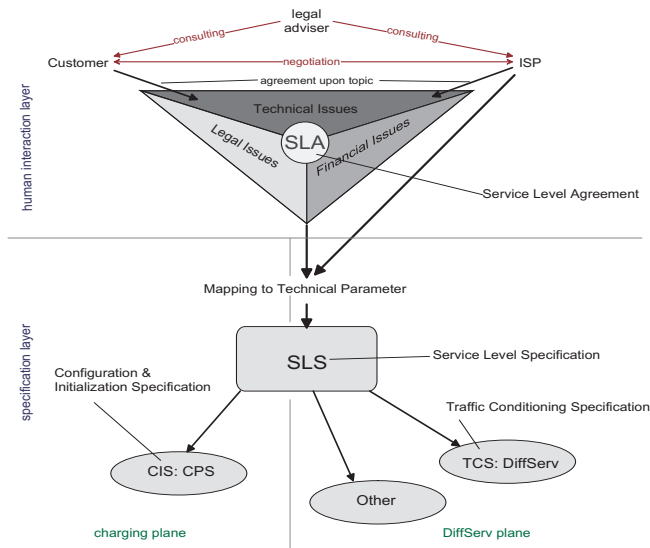 legal
adviser
consulting
consulting
Customer
negotiation
ISP
agreement upon topic
Technical Issues
Legal Issues
SLA
Financial Issues
Service Level Agreement
human interaction layer
Mapping to Technical Parameter
SLS
Service Level Specification
Configuration &
Initialization Specification
specification layer
Traffic Conditioning Specification
CIS: CPS
TCS: DiffServ
Other
charging plane
DiffServ plane